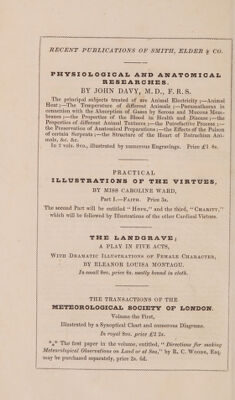 RECENT PUBLICATIONS OF SMITH, ELDER & CO.
PHYSIOLOGICAL AND ANATOMICAL
RESEARCHES.
BY JOHN DAVY, M.D., F.R.S.
The principal subjects treated of are Animal Electricity;—Animal
Heat;—The Temperature of different Animals;—Pneumathorax in
connexion with the Absorption of Gases by Serous and Mucous Mem-
branes;—the Properties of the Blood in Health and Disease;—the
Properties of different Animal Textures;—the Putrefactive Process;—
the Preservation of Anatomical Preparations;—the Effects of the Poison
of certain Serpents;—the Structure of the Heart of Batrachian Ani-
mals, &c. &c.
In 2 vols. 8vo., illustrated by numerous Engravings. Price £1 8s.
PRACTICAL
ILLUSTRATIONS OF THE VIRTUES,
BY MISS CAROLINE WARD,
Part I.—FAITH. Price 3s.
The second Part will be entitled "HOPE," and the third, "CHARITY,"
which will be followed by Illustrations of the other Cardinal Virtues.
THE LANDGRAVE;
A PLAY IN FIVE ACTS,
WITH DRAMATIC ILLUSTRATIONS OF FEMALE CHARACTER,
BY ELEANOR LOUISA MONTAGU.
In small 8vo. price 8s. neatly bound in cloth.
THE TRANSACTIONS OF THE
METEOROLOGICAL SOCIETY OF LONDON.
Volume the First,
Illustrated by a Synoptical Chart and numerous Diagrams.
In royal 8vo. price £2 2s.
*⁎* The first paper in the volume, entitled, "Directions for making
Meteorological Observations on Land or at Sea," by R. C. WOODS, Esq.
may be purchased separately, price 2s. 6d.